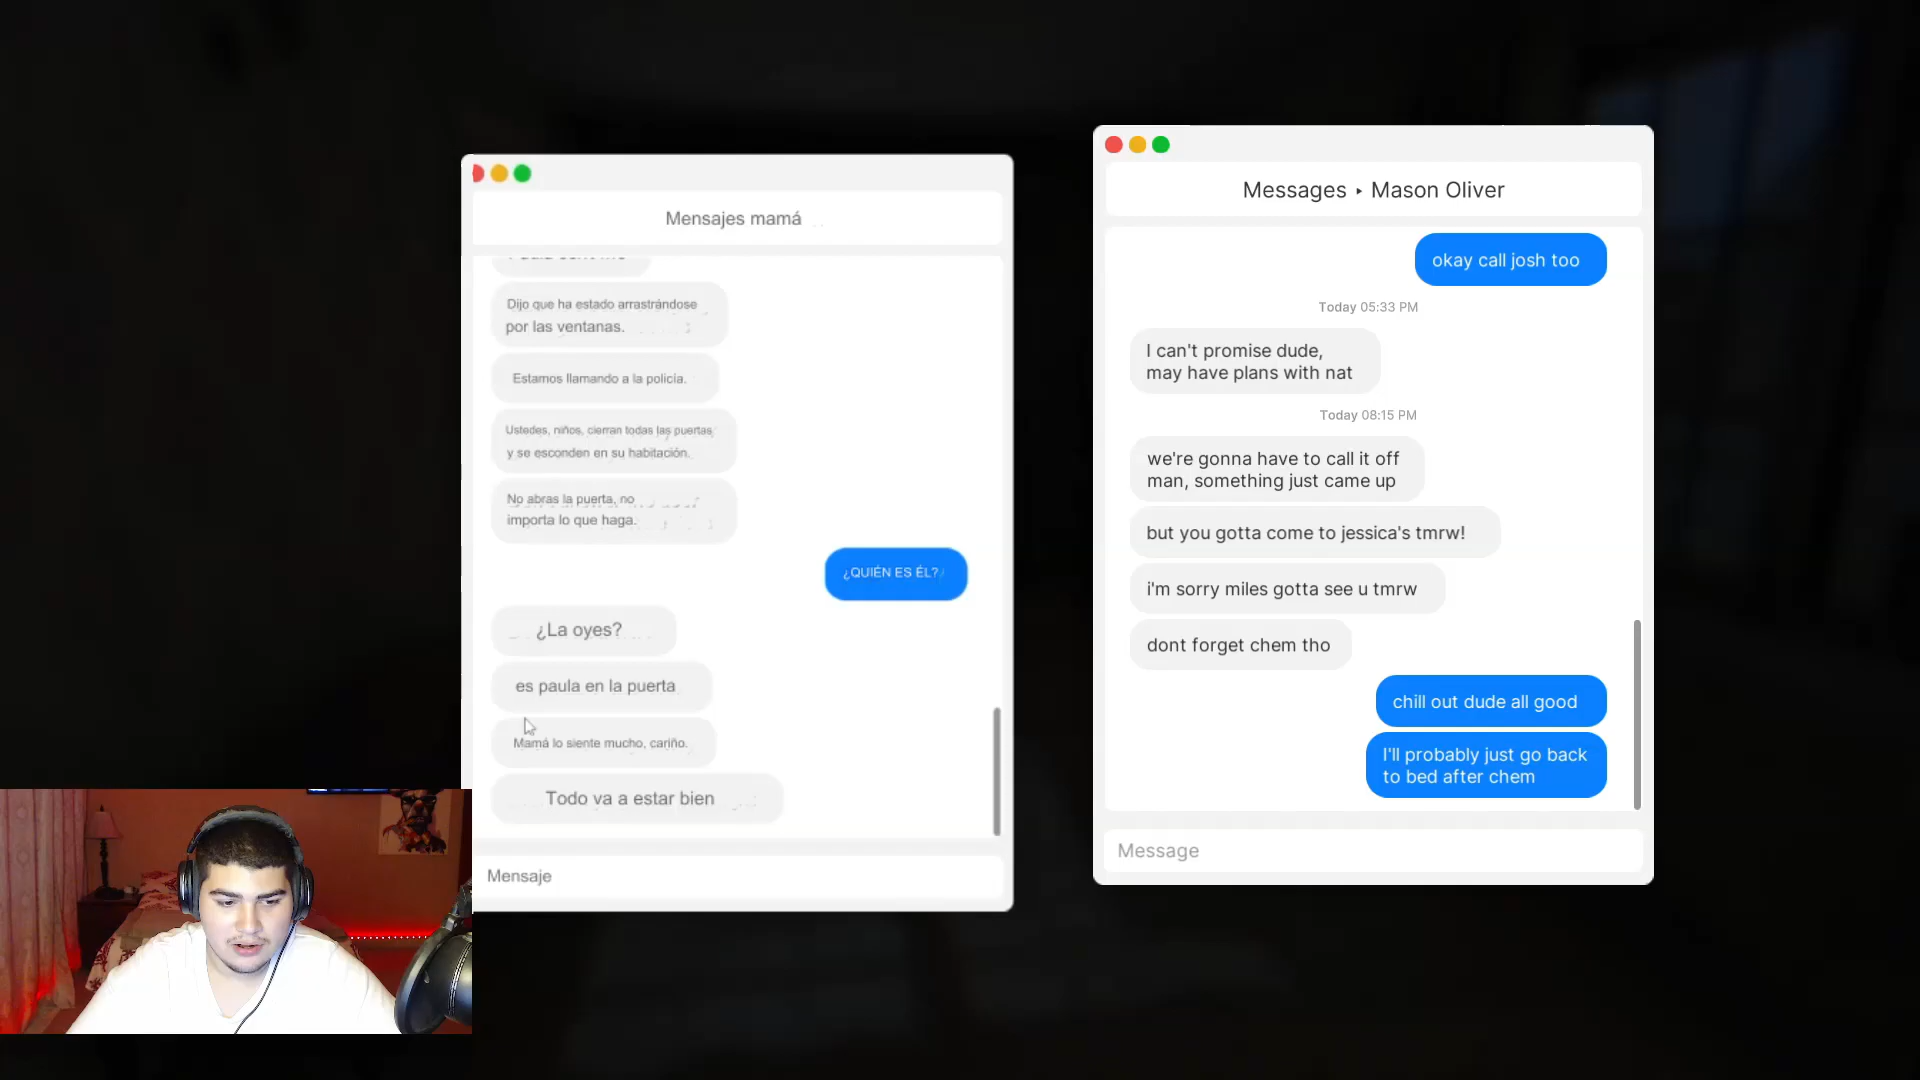 Mensajes mamá
Dijo que ha estado arrastrándose
por las ventanas.
Estamos llamando a la policía.
Ustedes, niños, cierran todas las puertas
y se esconden en su habitación.
No abras la puerta, no
importa lo que haga.
¿QUIÉN ES ÉL?
¿La oyes?
es paula en la puerta
Mamá lo siente mucho, cariño.
Todo va a estar bien
Mensaje
Messages ▸ Mason Oliver
okay call josh too
Today 05:33 PM
I can't promise dude,
may have plans with nat
Today 08:15 PM
we're gonna have to call it off
man, something just came up
but you gotta come to jessica's tmrw!
i'm sorry miles gotta see u tmrw
dont forget chem tho
chill out dude all good
I'll probably just go back
to bed after chem
Message